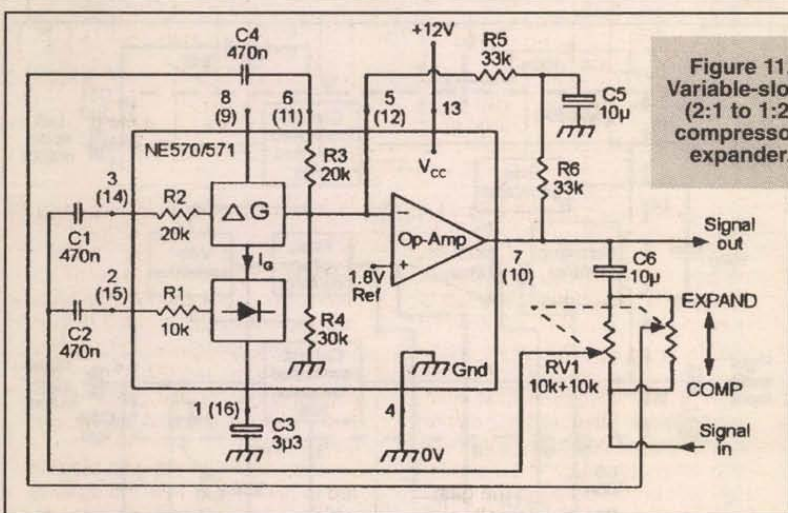 C4
470n
+12V
R5
33k
Figure 11.
Variable-slo
(2:1 to 1:2
compresso
expander.
8
(9)
6
(11)
5
(12)
13
C5
10µ
NE570/571
R3
20k
VCC
R6
33k
3
(14)
R2
20k
Δ G
C1
470n
–
Op-Amp
+
7
(10)
Signal
out
2
(15)
R1
10k
1.8V
Ref
C6
10µ
EXPAND
C2
470n
R4
30k
Gnd
RV1
10k+10k
COMP
1 (16)
C3
3µ3
4
0V
Signal
in